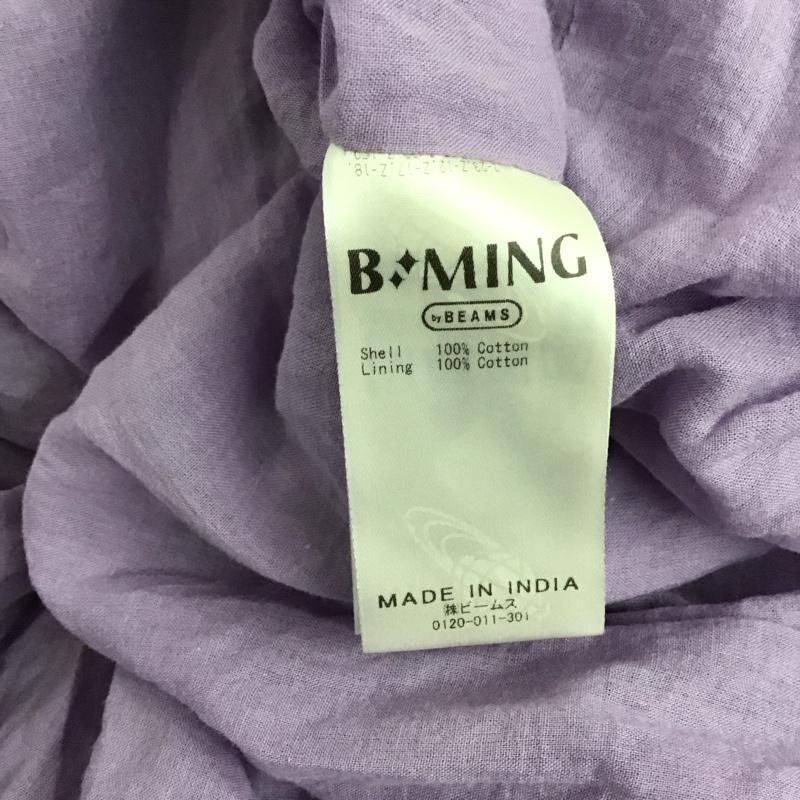 B MING
by BEAMS
Shell 100% Cotton
Lining 100% Cotton
MADE IN INDIA
㈱ビームス
0120-011-301